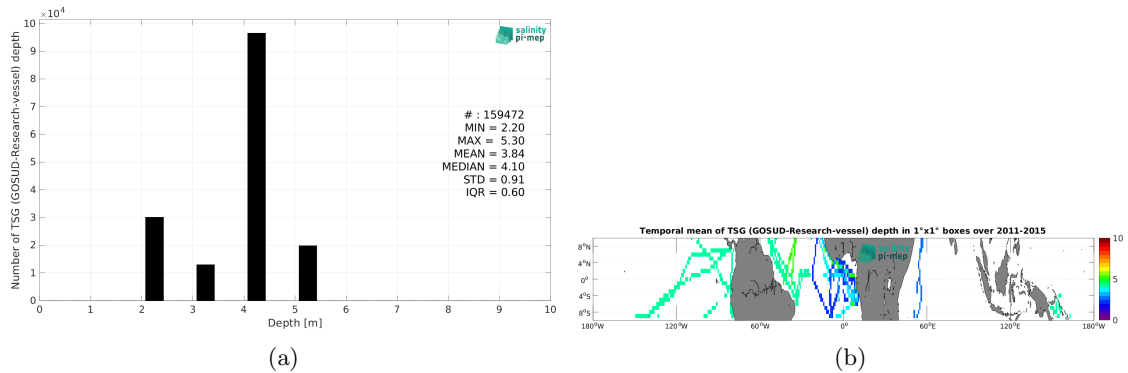 ×10⁴
10
9
8
7
6
5
4
3
2
1
0
Number of TSG (GOSUD-Research-vessel) depth
salinity
pi-mep
# : 159472
MIN = 2.20
MAX = 5.30
MEAN = 3.84
MEDIAN = 4.10
STD = 0.91
IQR = 0.60
0 1 2 3 4 5 6 7 8 9 10
Depth [m]
(a)
Temporal mean of TSG (GOSUD-Research-vessel) depth in 1°x1° boxes over 2011-2015
8°N
4°N
0°
4°S
8°S
salinity
pi-mep
180°W 120°W 60°W 0° 60°E 120°E 180°W
10
5
0
(b)